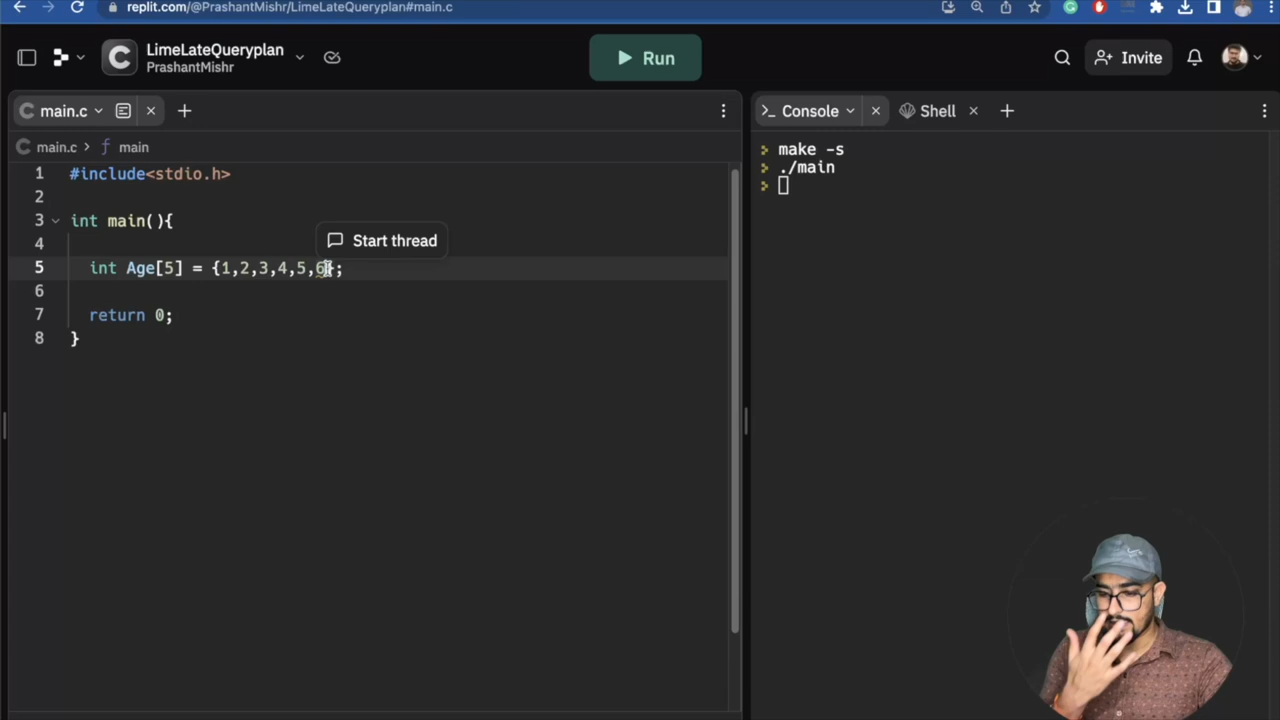 replit.com/@PrashantMishr/LimeLateQueryplan#main.c
LimeLateQueryplan
PrashantMishr
Run
Invite
main.c
Console
Shell
main.c > main
make -s
./main
1 #include<stdio.h>
2
3 int main(){
Start thread
4
5 int Age[5] = {1,2,3,4,5,6};
6
7 return 0;
8 }